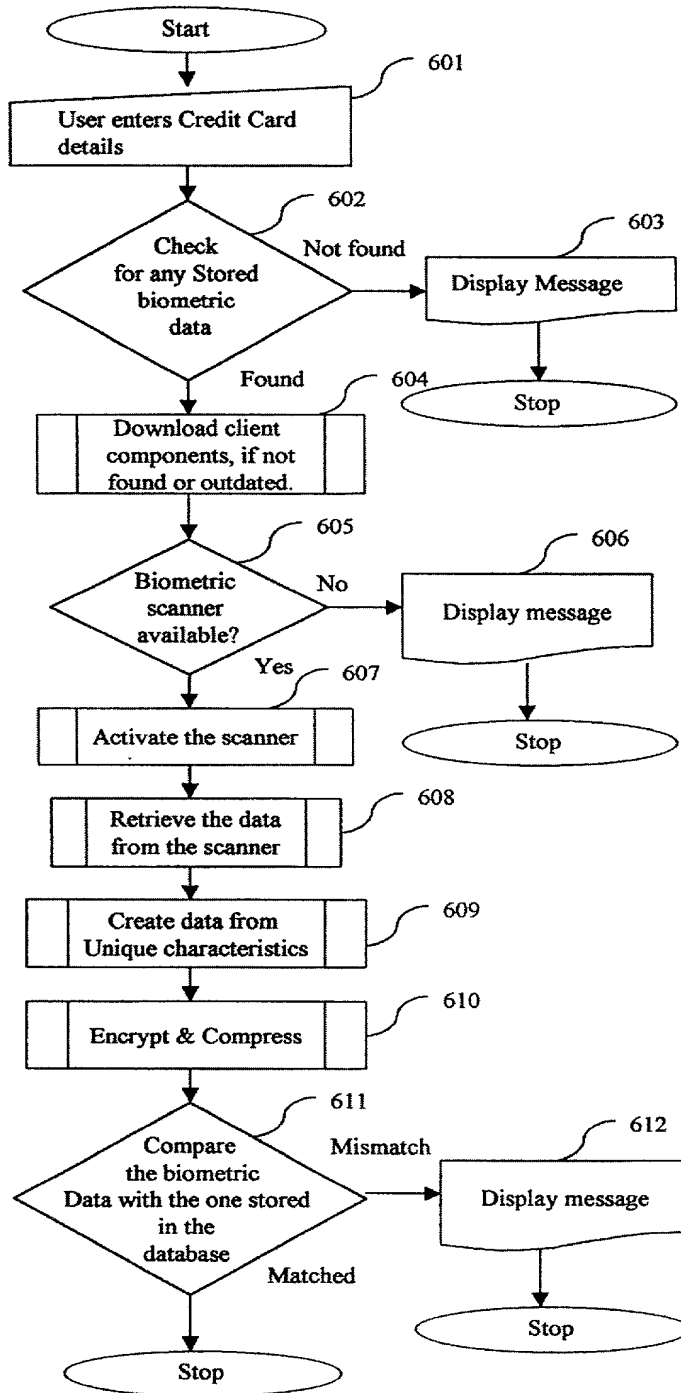 Start
601
User enters Credit Card
details
602
Check
for any Stored
biometric
data
Not found
603
Display Message
Stop
Found
604
Download client
components, if not
found or outdated.
605
Biometric
scanner
available?
No
606
Display message
Stop
Yes
607
Activate the scanner
608
Retrieve the data
from the scanner
609
Create data from
Unique characteristics
610
Encrypt & Compress
611
Compare
the biometric
Data with the one stored
in the
database
Mismatch
612
Display message
Stop
Matched
Stop